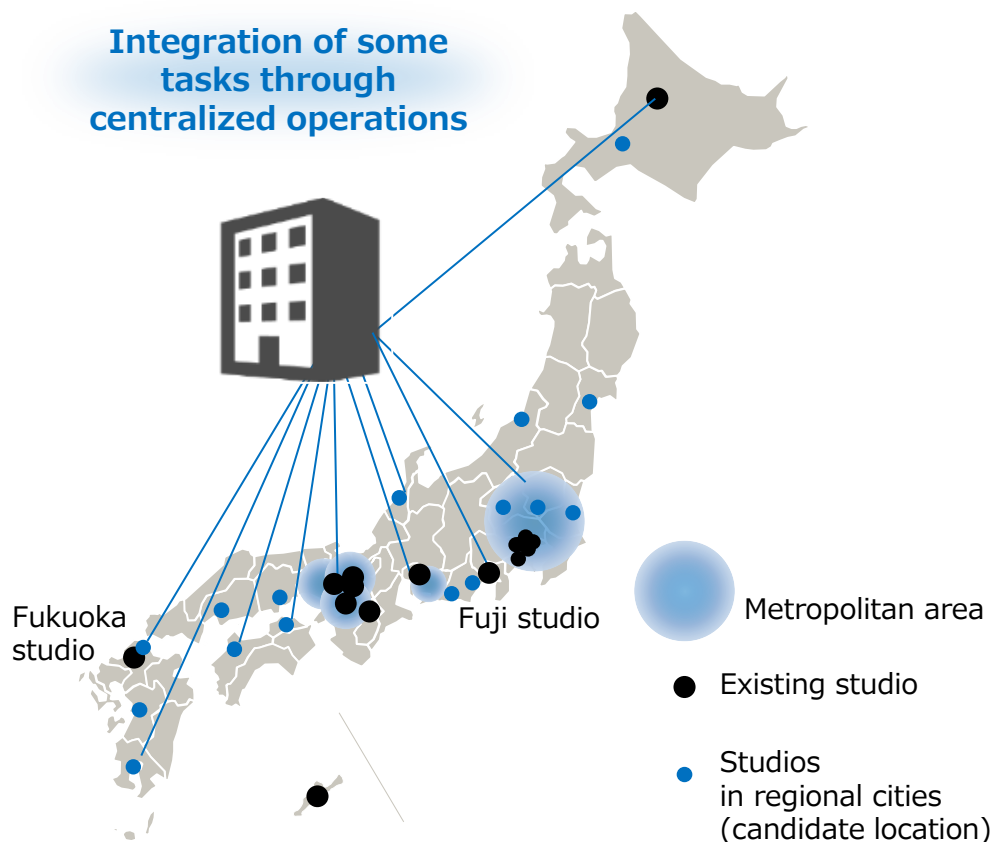 Integration of some
tasks through
centralized operations
Fukuoka
studio
Fuji studio
Metropolitan area
Existing studio
Studios
in regional cities
(candidate location)